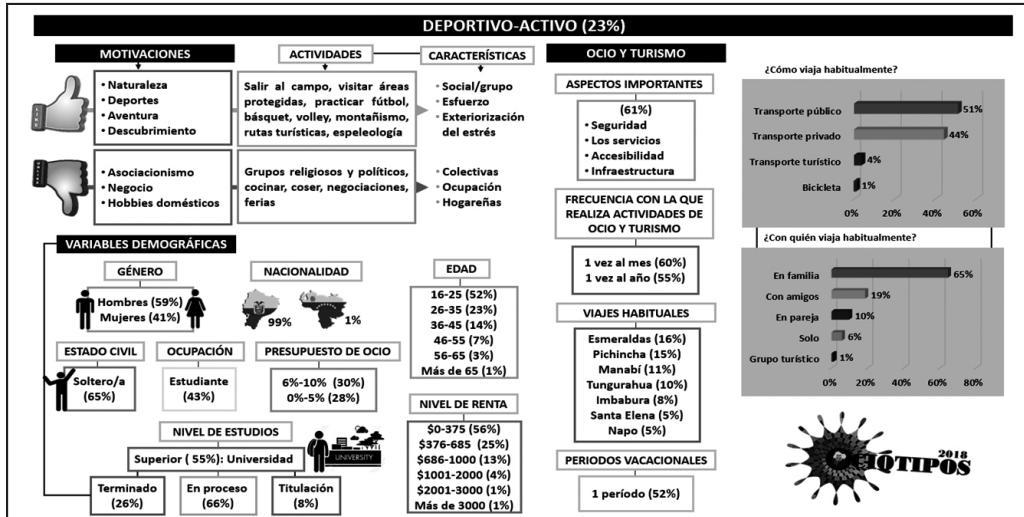 DEPORTIVO-ACTIVO (23%)
MOTIVACIONES
• Naturaleza
• Deportes
• Aventura
• Descubrimiento
ACTIVIDADES
Salir al campo, visitar áreas
protegidas, practicar fútbol,
básquet, volley, montañismo,
rutas turísticas, espeleología
CARACTERÍSTICAS
• Social/grupo
• Esfuerzo
• Exteriorización
del estrés
LIKE
• Asociacionismo
• Negocio
• Hobbies domésticos
Grupos religiosos y políticos,
cocinar, coser, negociaciones,
ferias
• Colectivas
• Ocupación
• Hogareñas
VARIABLES DEMOGRÁFICAS
GÉNERO
Hombres (59%)
Mujeres (41%)
NACIONALIDAD
99%
1%
EDAD
16-25 (52%)
26-35 (23%)
36-45 (14%)
46-55 (7%)
56-65 (3%)
Más de 65 (1%)
ESTADO CIVIL
Soltero/a
(65%)
OCUPACIÓN
Estudiante
(43%)
PRESUPUESTO DE OCIO
6%-10% (30%)
0%-5% (28%)
NIVEL DE RENTA
$0-375 (56%)
$376-685 (25%)
$686-1000 (13%)
$1001-2000 (4%)
$2001-3000 (1%)
Más de 3000 (1%)
NIVEL DE ESTUDIOS
Superior ( 55%): Universidad
UNIVERSITY
Terminado
(26%)
En proceso
(66%)
Titulación
(8%)
OCIO Y TURISMO
ASPECTOS IMPORTANTES
(61%)
• Seguridad
• Los servicios
• Accesibilidad
• Infraestructura
FRECUENCIA CON LA QUE
REALIZA ACTIVIDADES DE
OCIO Y TURISMO
1 vez al mes (60%)
1 vez al año (55%)
VIAJES HABITUALES
Esmeraldas (16%)
Pichincha (15%)
Manabí (11%)
Tungurahua (10%)
Imbabura (8%)
Santa Elena (5%)
Napo (5%)
PERIODOS VACACIONALES
1 período (52%)
¿Cómo viaja habitualmente?
Transporte público
51%
Transporte privado
44%
Transporte turístico
4%
Bicicleta
1%
0% 20% 40% 60%
¿Con quién viaja habitualmente?
En familia
65%
Con amigos
19%
En pareja
10%
Solo
6%
Grupo turístico
1%
0% 20% 40% 60% 80%
2018
IQTIPOS